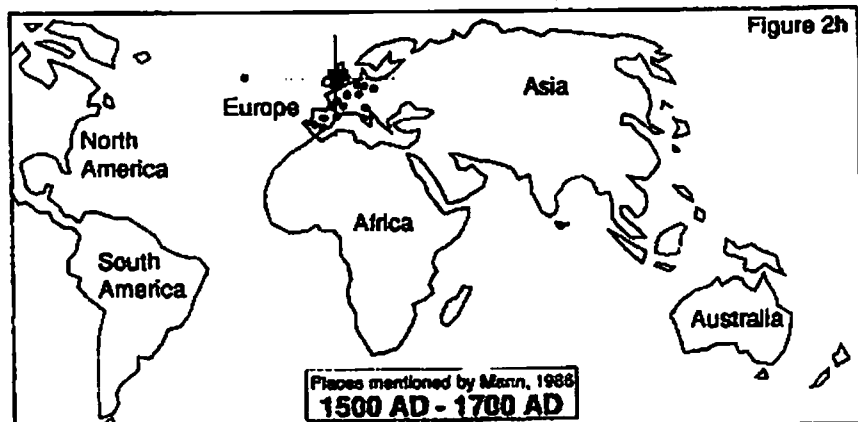 Figure 2h
Europe
Asia
North
America
Africa
South
America
Australia
Places mentioned by Mann, 1986
1500 AD - 1700 AD